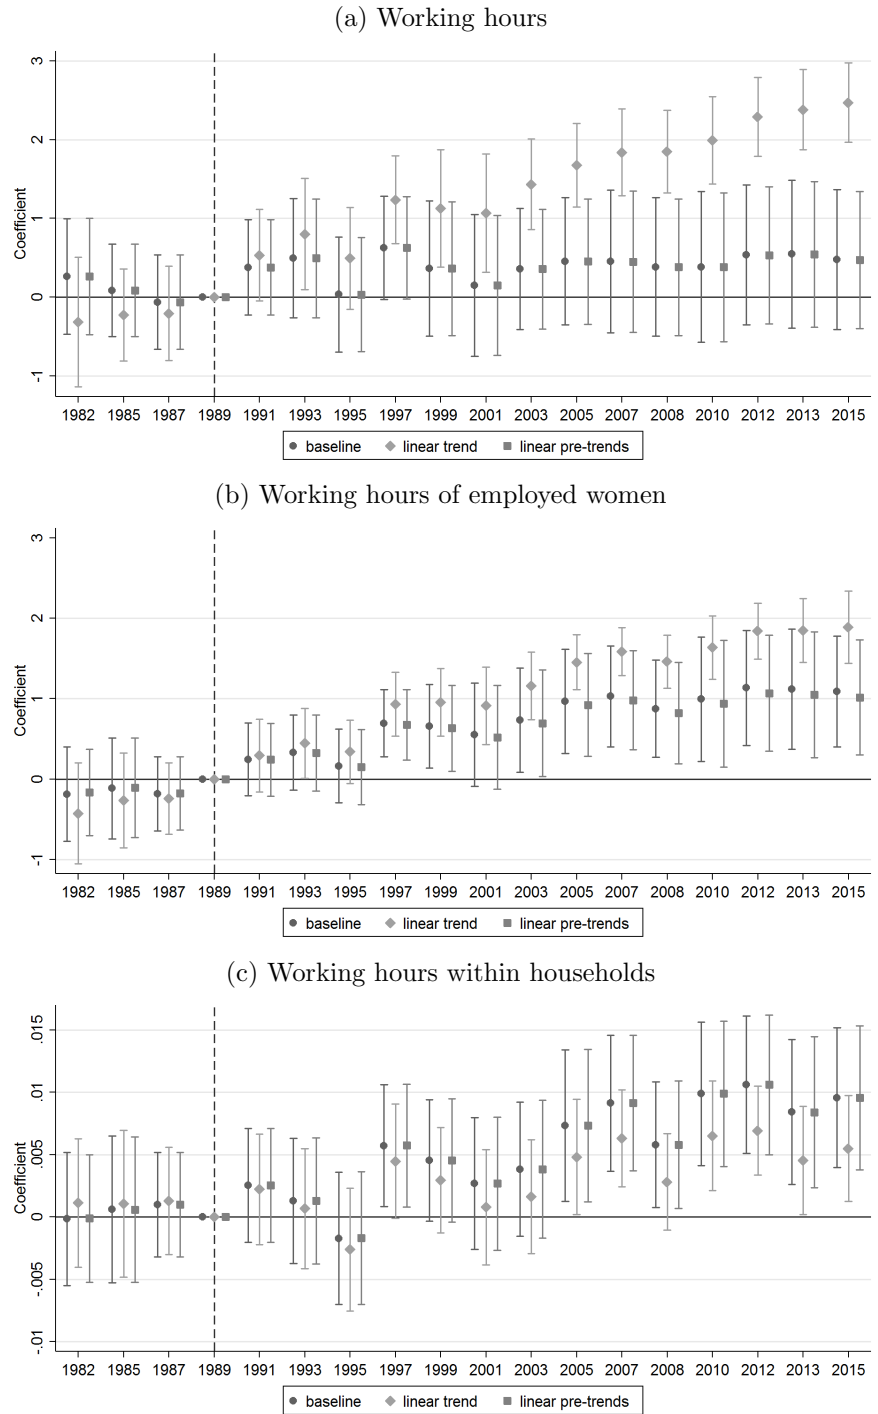 (a) Working hours
3
2
1
0
-1
Coefficient
1982 1985 1987 1989 1991 1993 1995 1997 1999 2001 2003 2005 2007 2008 2010 2012 2013 2015
baseline linear trend linear pre-trends
(b) Working hours of employed women
3
2
1
0
-1
Coefficient
1982 1985 1987 1989 1991 1993 1995 1997 1999 2001 2003 2005 2007 2008 2010 2012 2013 2015
baseline linear trend linear pre-trends
(c) Working hours within households
.015
.01
.005
0
-.005
-.01
Coefficient
1982 1985 1987 1989 1991 1993 1995 1997 1999 2001 2003 2005 2007 2008 2010 2012 2013 2015
baseline linear trend linear pre-trends